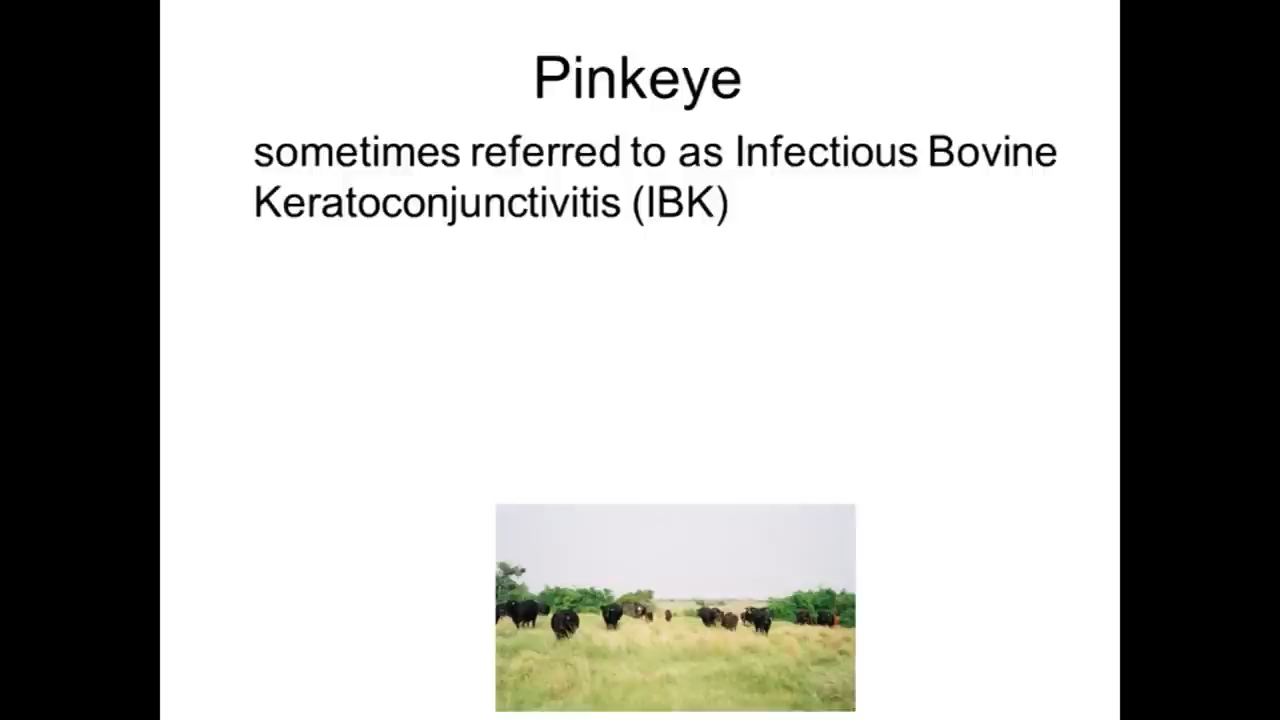 Pinkeye
sometimes referred to as Infectious Bovine
Keratoconjunctivitis (IBK)